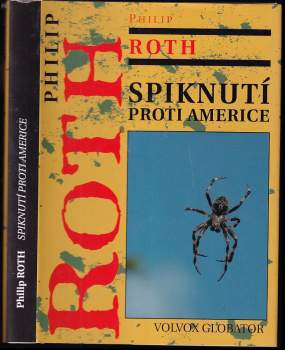 Philip ROTH SPIKNUTÍ PROTI AMERICE
PHILIP
ROTH
PHILIP
ROTH
SPIKNUTÍ
PROTI AMERICE
VOLVOX GLOBATOR